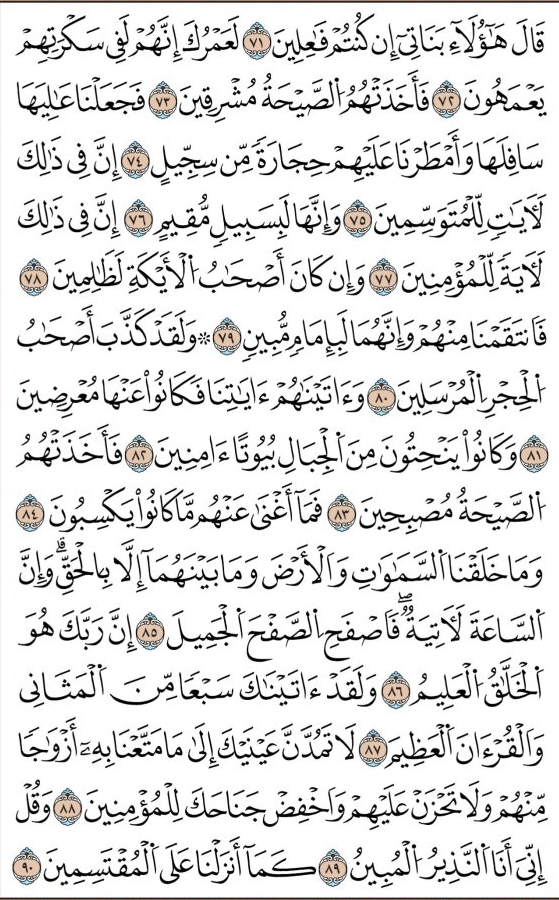 قَالَ هَٰٓؤُلَآءِ بَنَاتِيٓ إِن كُنتُمْ فَٰعِلِينَ ٧١ لَعَمْرُكَ إِنَّهُمْ لَفِى سَكْرَتِهِمْ
يَعْمَهُونَ ٧٢ فَأَخَذَتْهُمُ ٱلصَّيْحَةُ مُشْرِقِينَ ٧٣ فَجَعَلْنَا عَٰلِيَهَا
سَافِلَهَا وَأَمْطَرْنَا عَلَيْهِمْ حِجَارَةً مِّن سِجِّيلٍ ٧٤ إِنَّ فِى ذَٰلِكَ
لَءَايَٰتٍ لِّلْمُتَوَسِّمِينَ ٧٥ وَإِنَّهَا لَبِسَبِيلٍ مُّقِيمٍ ٧٦ إِنَّ فِى ذَٰلِكَ
لَءَايَةً لِّلْمُؤْمِنِينَ ٧٧ وَإِن كَانَ أَصْحَٰبُ ٱلْأَيْكَةِ لَظَٰلِمِينَ ٧٨
فَٱنتَقَمْنَا مِنْهُمْ وَإِنَّهُمَا لَبِإِمَامٍ مُّبِينٍ ٧٩ ۞ وَلَقَدْ كَذَّبَ أَصْحَٰبُ
ٱلْحِجْرِ ٱلْمُرْسَلِينَ ٨٠ وَءَاتَيْنَٰهُمْ ءَايَٰتِنَا فَكَانُوا۟ عَنْهَا مُعْرِضِينَ
٨١ وَكَانُوا۟ يَنْحِتُونَ مِنَ ٱلْجِبَالِ بُيُوتًا ءَامِنِينَ ٨٢ فَأَخَذَتْهُمُ
ٱلصَّيْحَةُ مُصْبِحِينَ ٨٣ فَمَآ أَغْنَىٰ عَنْهُم مَّا كَانُوا۟ يَكْسِبُونَ ٨٤
وَمَا خَلَقْنَا ٱلسَّمَٰوَٰتِ وَٱلْأَرْضَ وَمَا بَيْنَهُمَآ إِلَّا بِٱلْحَقِّ ۗ وَإِنَّ
ٱلسَّاعَةَ لَءَاتِيَةٌ ۖ فَٱصْفَحِ ٱلصَّفْحَ ٱلْجَمِيلَ ٨٥ إِنَّ رَبَّكَ هُوَ
ٱلْخَلَّٰقُ ٱلْعَلِيمُ ٨٦ وَلَقَدْ ءَاتَيْنَٰكَ سَبْعًا مِّنَ ٱلْمَثَانِى
وَٱلْقُرْءَانَ ٱلْعَظِيمَ ٨٧ لَا تَمُدَّنَّ عَيْنَيْكَ إِلَىٰ مَا مَتَّعْنَا بِهِۦٓ أَزْوَٰجًا
مِّنْهُمْ وَلَا تَحْزَنْ عَلَيْهِمْ وَٱخْفِضْ جَنَاحَكَ لِلْمُؤْمِنِينَ ٨٨ وَقُلْ
إِنِّىٓ أَنَا ٱلنَّذِيرُ ٱلْمُبِينُ ٨٩ كَمَآ أَنزَلْنَا عَلَى ٱلْمُقْتَسِمِينَ ٩٠